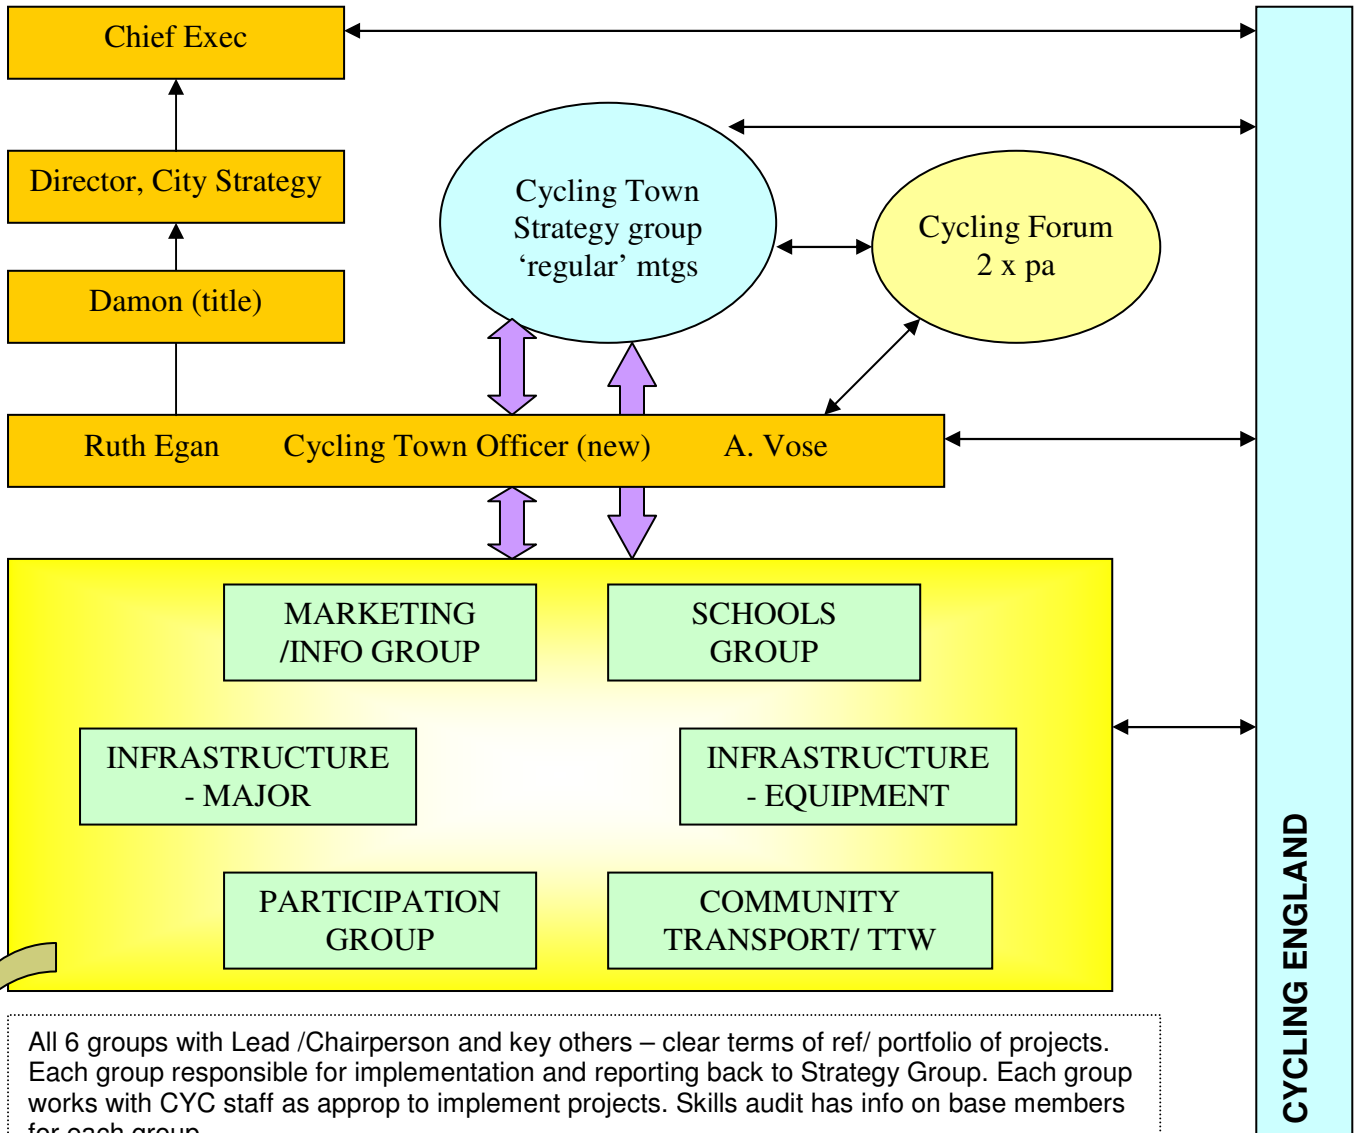 Chief Exec
Director, City Strategy
Damon (title)
Cycling Town
Strategy group
‘regular’ mtgs
Cycling Forum
2 x pa
Ruth Egan Cycling Town Officer (new) A. Vose
MARKETING
/INFO GROUP
SCHOOLS
GROUP
INFRASTRUCTURE
- MAJOR
INFRASTRUCTURE
- EQUIPMENT
PARTICIPATION
GROUP
COMMUNITY
TRANSPORT/ TTW
CYCLING ENGLAND
All 6 groups with Lead /Chairperson and key others – clear terms of ref/ portfolio of projects.
Each group responsible for implementation and reporting back to Strategy Group. Each group
works with CYC staff as approp to implement projects. Skills audit has info on base members
for each group